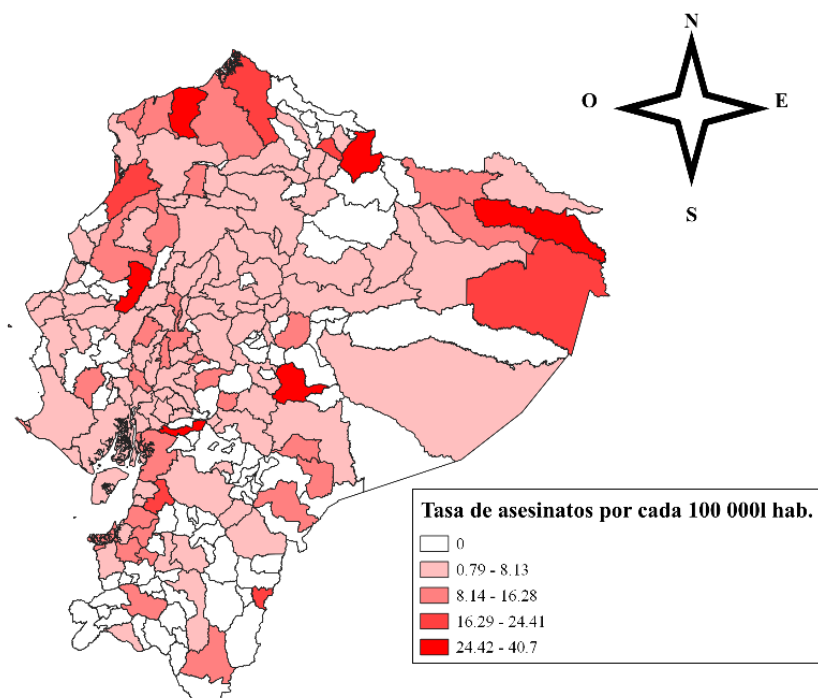 N
O
E
S
Tasa de asesinatos por cada 100 000l hab.
0
0.79 - 8.13
8.14 - 16.28
16.29 - 24.41
24.42 - 40.7